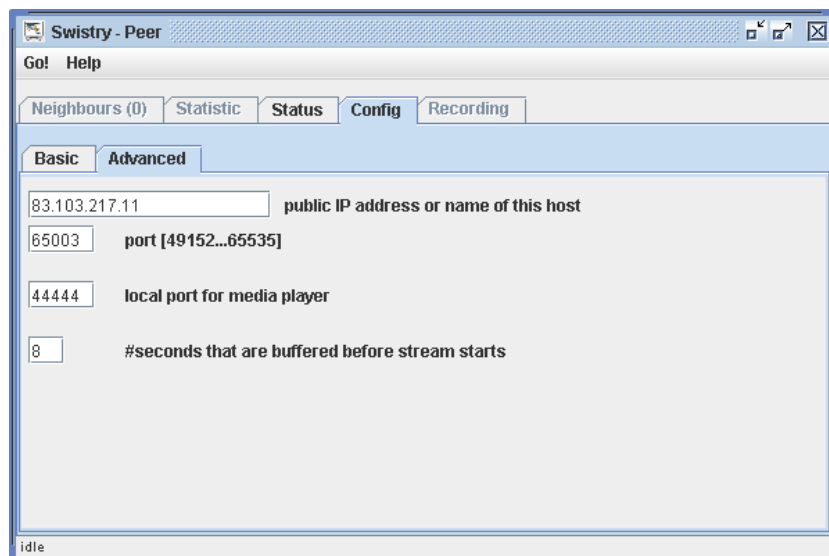 Swistry - Peer
Go! Help
Neighbours (0) Statistic Status Config Recording
Basic Advanced
83.103.217.11 public IP address or name of this host
65003 port [49152...65535]
44444 local port for media player
8 #seconds that are buffered before stream starts
idle